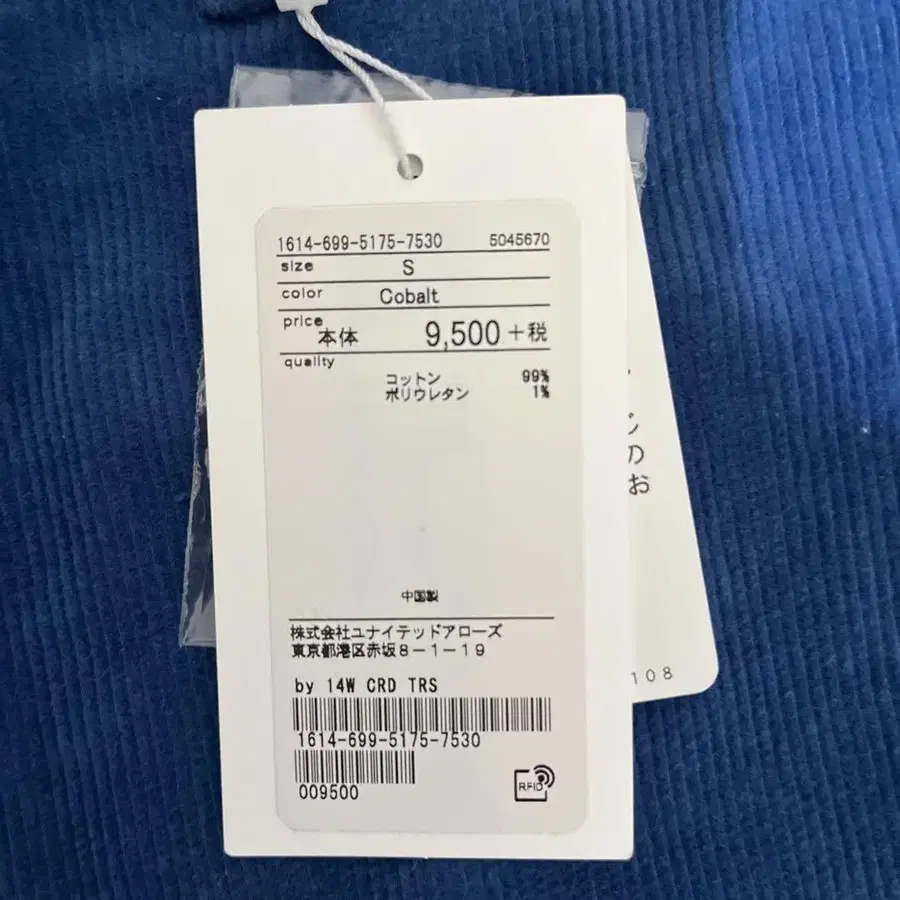 1614-699-5175-7530 5045670
size S
color Cobalt
price 本体 9,500 +税
quality
コットン 99%
ポリウレタン 1%
中国製
株式会社ユナイテッドアローズ
東京都港区赤坂8-1-19
by 14W CRD TRS
1614-699-5175-7530
009500
RFID
の
お
108